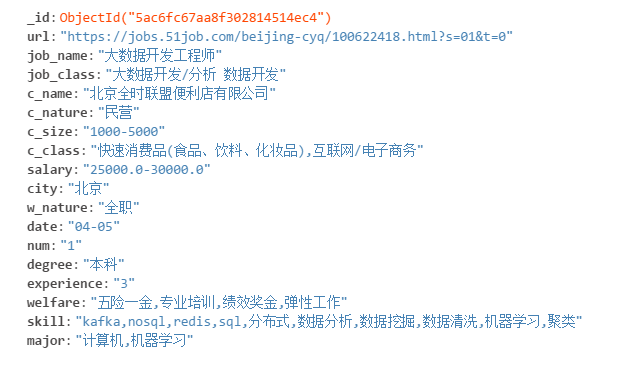 _id:ObjectId("5ac6fc67aa8f302814514ec4")
url:"https://jobs.51job.com/beijing-cyq/100622418.html?s=01&t=0"
job_name:"大数据开发工程师"
job_class:"大数据开发/分析 数据开发"
c_name:"北京全时联盟便利店有限公司"
c_nature:"民营"
c_size:"1000-5000"
c_class:"快速消费品(食品、饮料、化妆品),互联网/电子商务"
salary:"25000.0-30000.0"
city:"北京"
w_nature:"全职"
date:"04-05"
num:"1"
degree:"本科"
experience:"3"
welfare:"五险一金,专业培训,绩效奖金,弹性工作"
skill:"kafka,nosql,redis,sql,分布式,数据分析,数据挖掘,数据清洗,机器学习,聚类"
major:"计算机,机器学习"